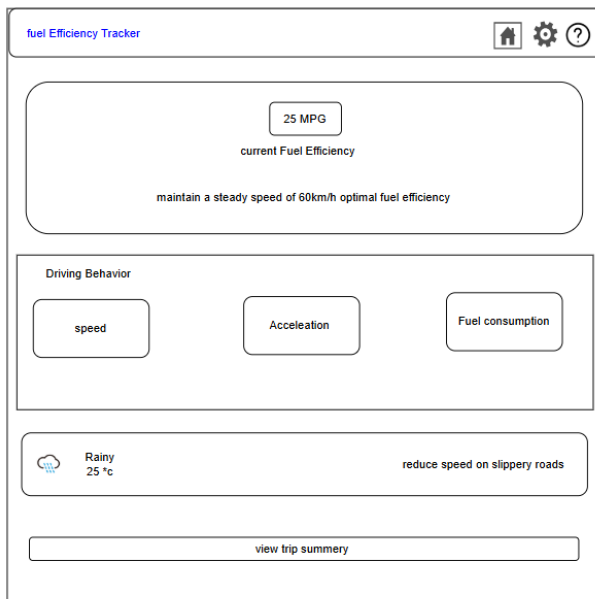 fuel Efficiency Tracker
?
25 MPG
current Fuel Efficiency
maintain a steady speed of 60km/h optimal fuel efficiency
Driving Behavior
speed
Accleeration
Fuel consumption
Rainy
25 *c
reduce speed on slippery roads
view trip summery